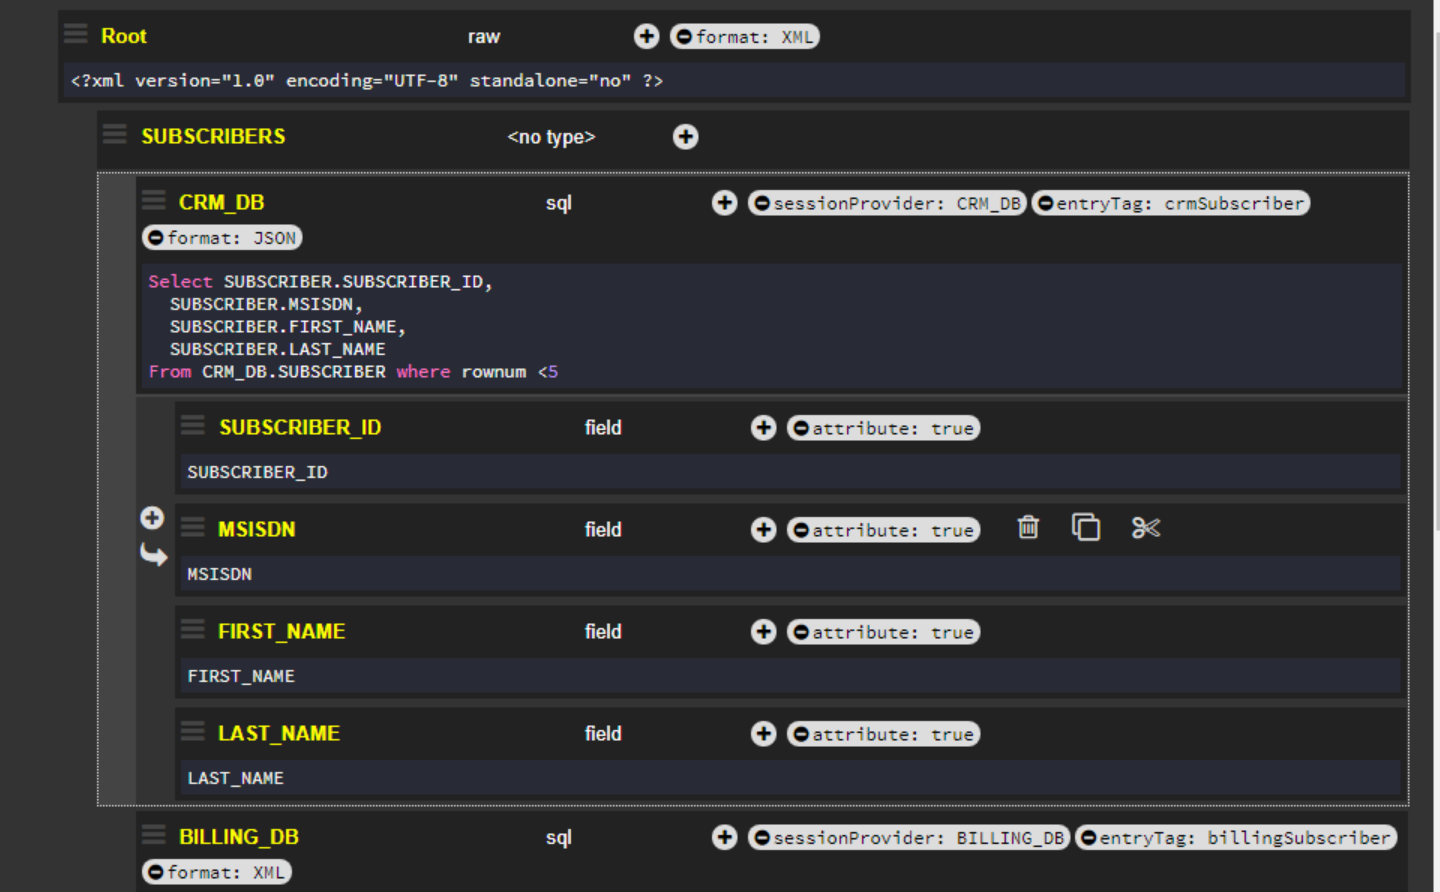 Root raw format: XML
<?xml version="1.0" encoding="UTF-8" standalone="no" ?>
SUBSCRIBERS <no type>
CRM_DB sql sessionProvider: CRM_DB entryTag: crmSubscriber
format: JSON
Select SUBSCRIBER.SUBSCRIBER_ID,
SUBSCRIBER.MSISDN,
SUBSCRIBER.FIRST_NAME,
SUBSCRIBER.LAST_NAME
From CRM_DB.SUBSCRIBER where rownum <5
SUBSCRIBER_ID field attribute: true
SUBSCRIBER_ID
MSISDN field attribute: true
MSISDN
FIRST_NAME field attribute: true
FIRST_NAME
LAST_NAME field attribute: true
LAST_NAME
BILLING_DB sql sessionProvider: BILLING_DB entryTag: billingSubscriber
format: XML